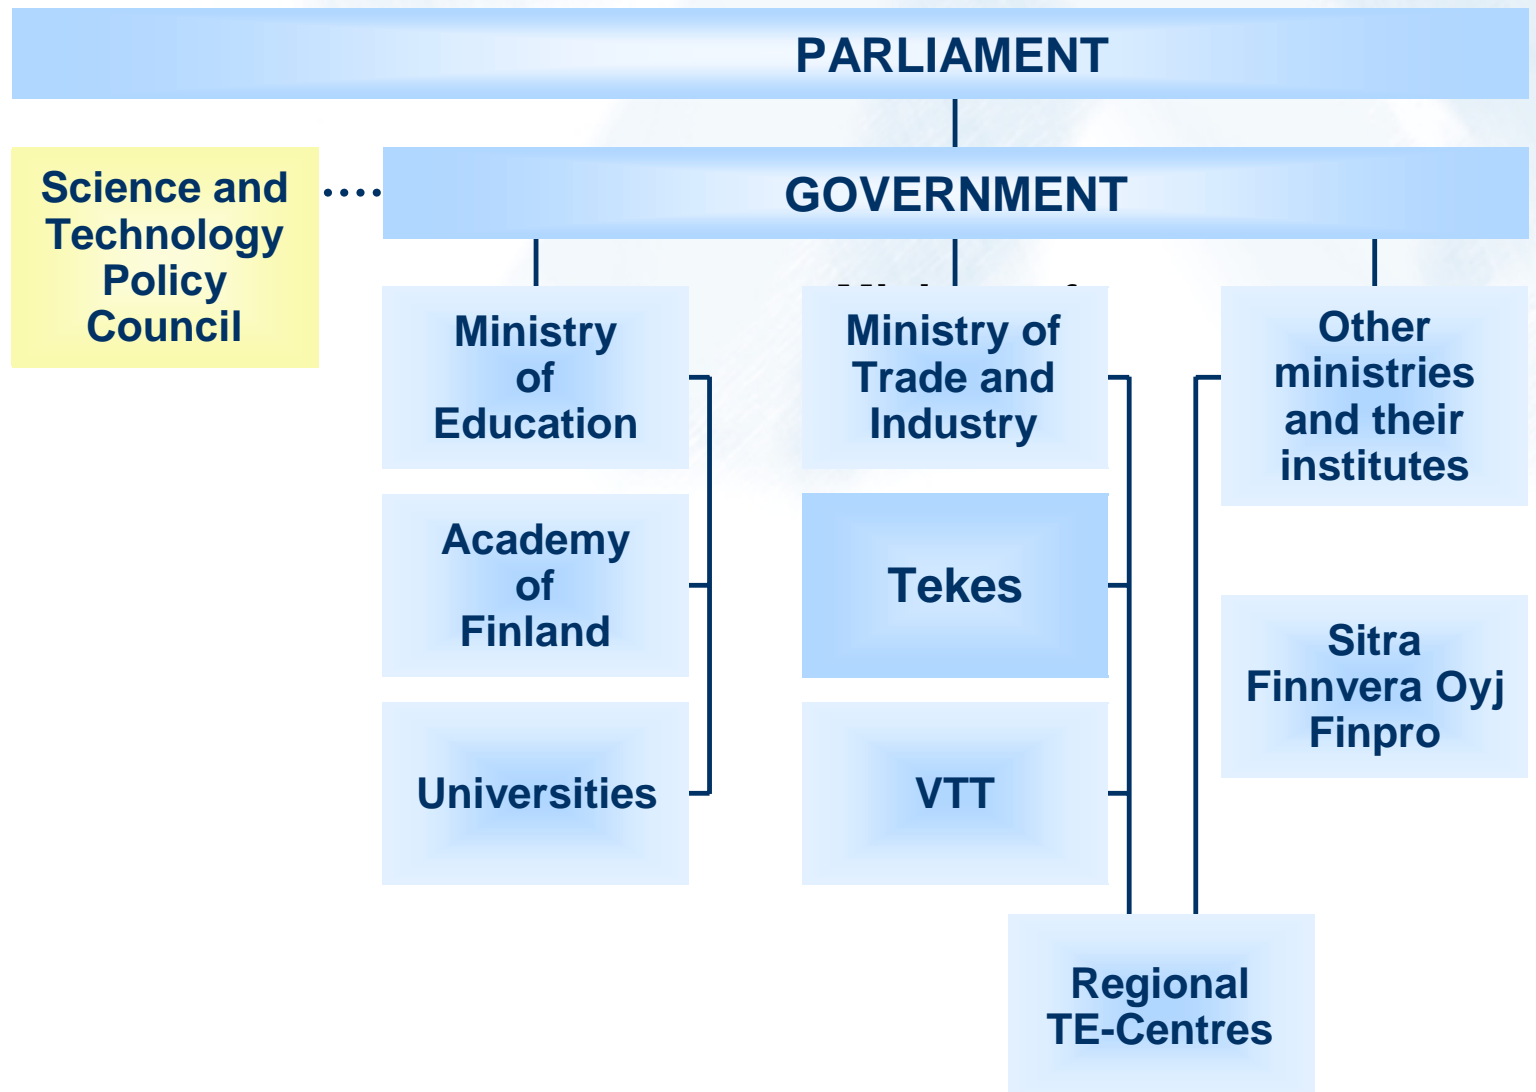 PARLIAMENT
Science and
Technology
Policy
Council
GOVERNMENT
Ministry
of
Education
Ministry of
Trade and
Industry
Other
ministries
and their
institutes
Academy
of
Finland
Tekes
Sitra
Finnvera Oyj
Finpro
Universities
VTT
Regional
TE-Centres